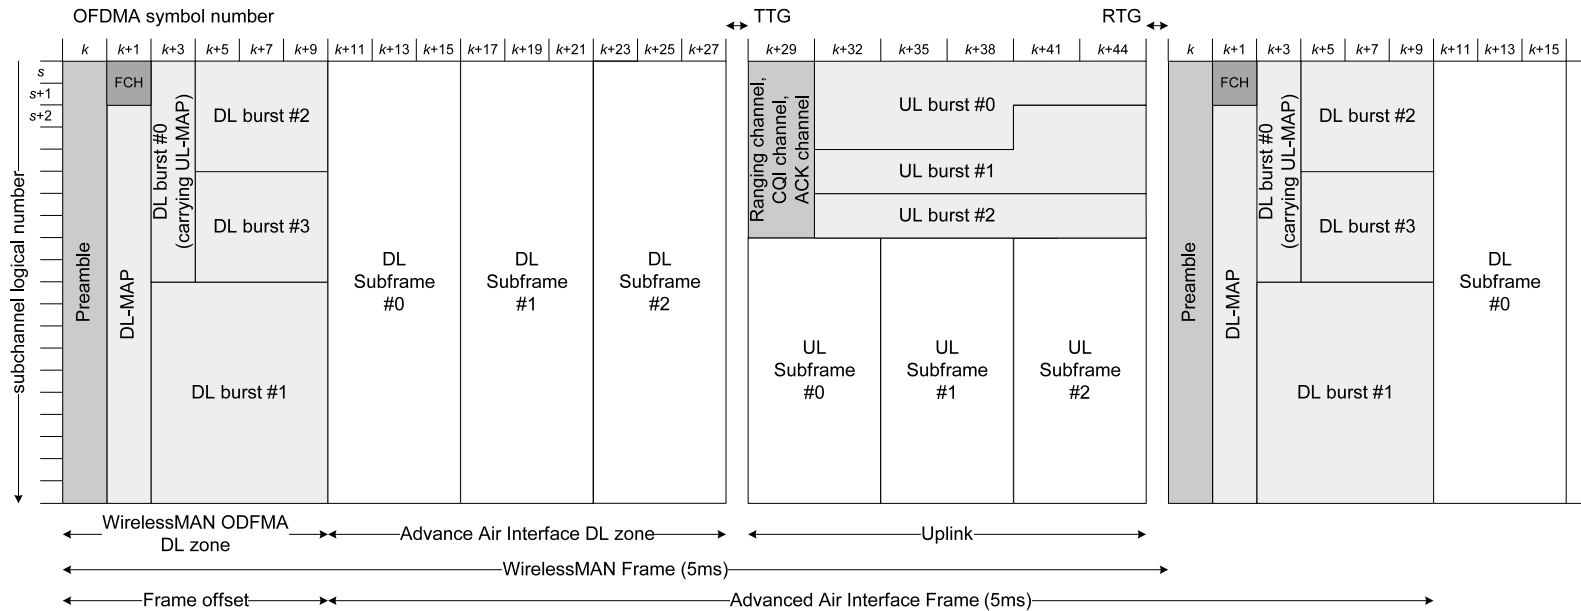 OFDMA symbol number
TTG
RTG
k
k+1
k+3
k+5
k+7
k+9
k+11
k+13
k+15
k+17
k+19
k+21
k+23
k+25
k+27
k+29
k+32
k+35
k+38
k+41
k+44
k
k+1
k+3
k+5
k+7
k+9
k+11
k+13
k+15
subchannel logical number
s
s+1
s+2
Preamble
FCH
DL-MAP
DL burst #0
(carrying UL-MAP)
DL burst #2
DL burst #3
DL burst #1
DL
Subframe
#0
DL
Subframe
#1
DL
Subframe
#2
Ranging channel,
CQI channel,
ACK channel
UL burst #0
UL burst #1
UL burst #2
UL
Subframe
#0
UL
Subframe
#1
UL
Subframe
#2
Preamble
FCH
DL-MAP
DL burst #0
(carrying UL-MAP)
DL burst #2
DL burst #3
DL burst #1
DL
Subframe
#0
WirelessMAN ODFMA
DL zone
Advance Air Interface DL zone
Uplink
WirelessMAN Frame (5ms)
Frame offset
Advanced Air Interface Frame (5ms)